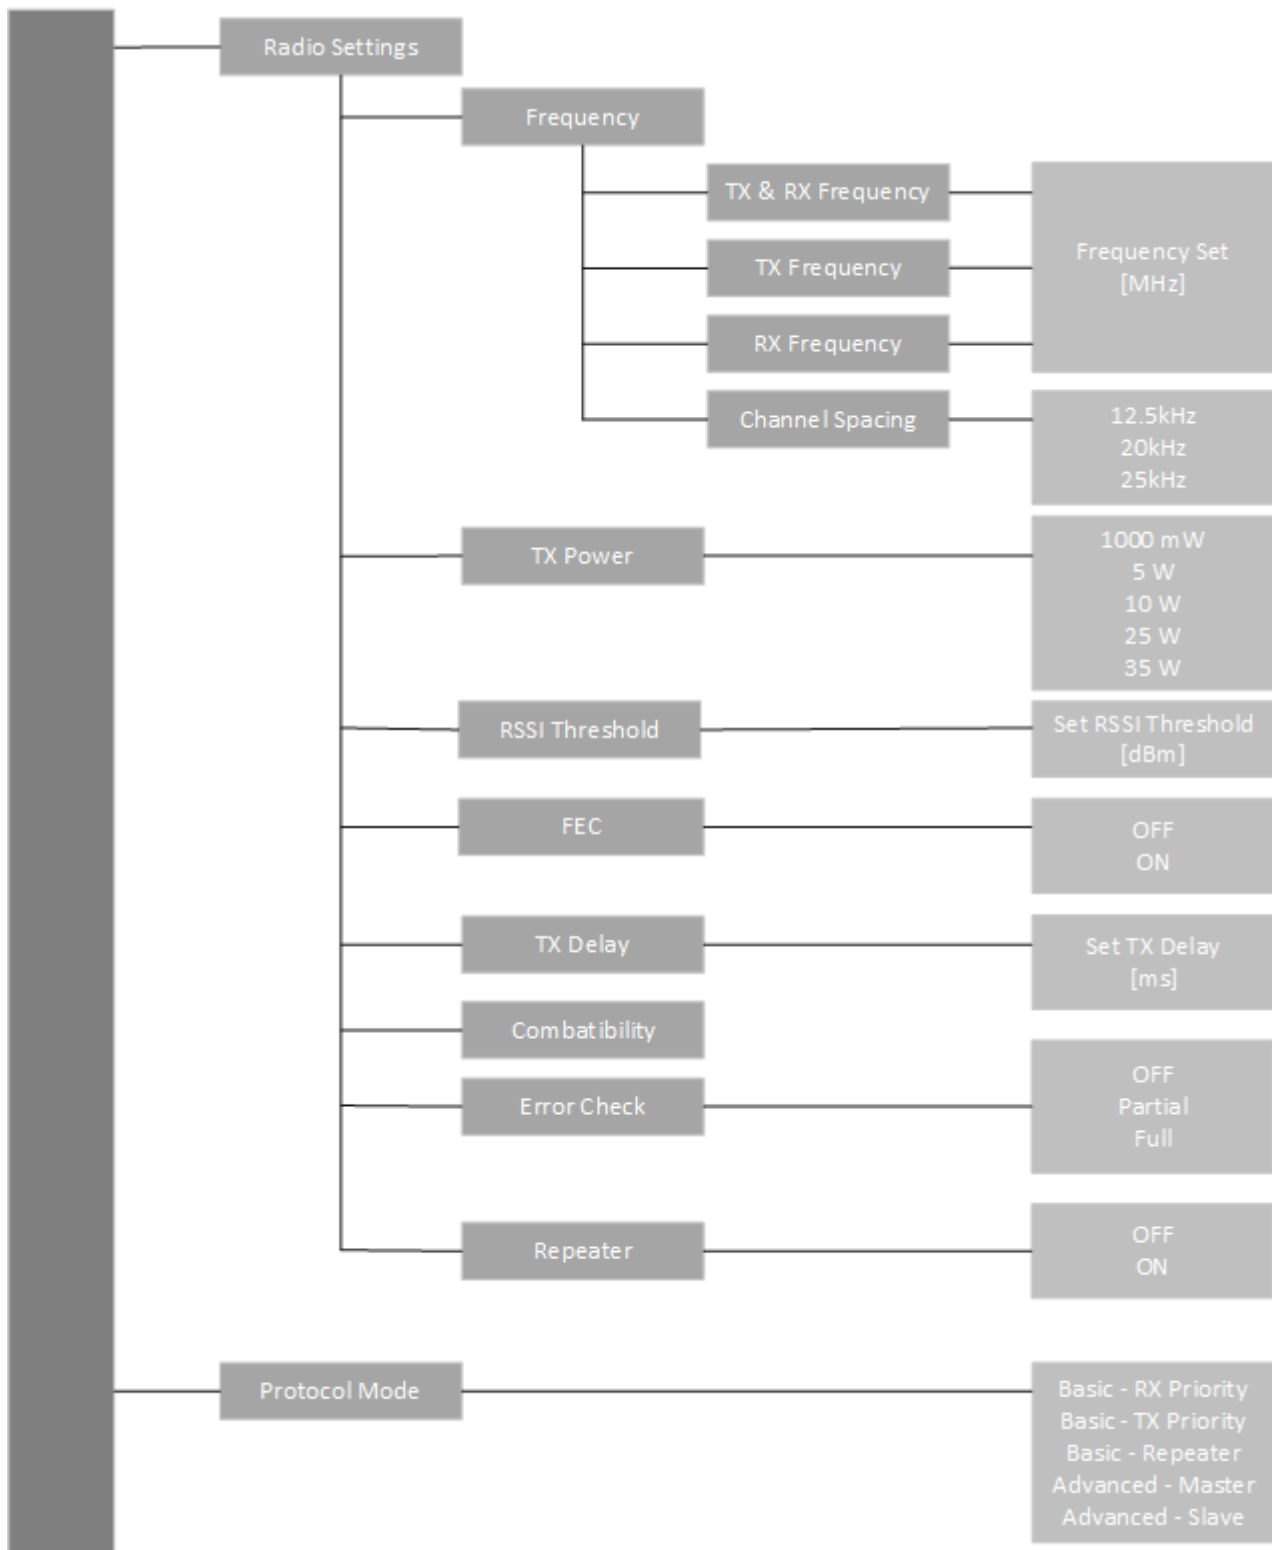 Radio Settings
Frequency
TX & RX Frequency
TX Frequency
RX Frequency
Frequency Set
[MHz]
Channel Spacing
12.5kHz
20kHz
25kHz
TX Power
1000 mW
5 W
10 W
25 W
35 W
RSSI Threshold
Set RSSI Threshold
[dBm]
FEC
OFF
ON
TX Delay
Set TX Delay
[ms]
Combatibility
Error Check
OFF
Partial
Full
Repeater
OFF
ON
Protocol Mode
Basic - RX Priority
Basic - TX Priority
Basic - Repeater
Advanced - Master
Advanced - Slave